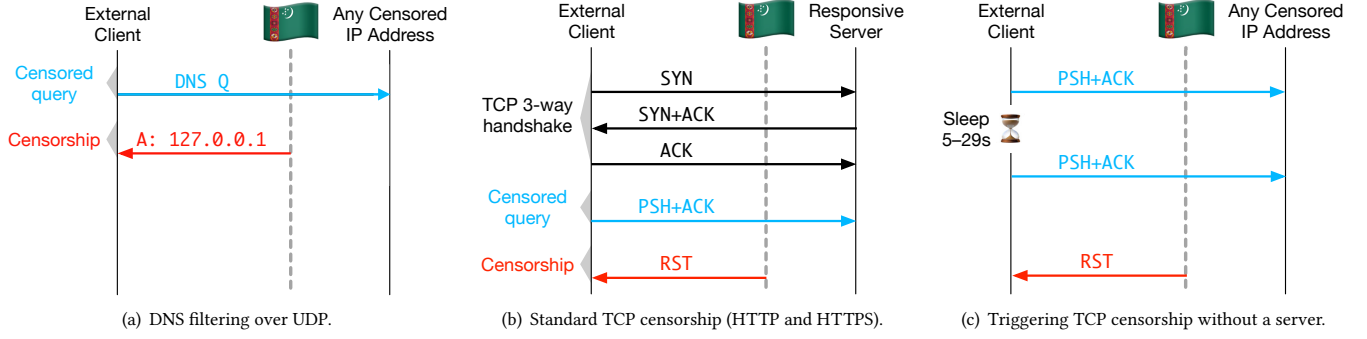 External
Client
Any Censored
IP Address
Censored
query
DNS Q
Censorship
A: 127.0.0.1
(a) DNS filtering over UDP.
External
Client
Responsive
Server
SYN
TCP 3-way
handshake
SYN+ACK
ACK
Censored
query
PSH+ACK
Censorship
RST
(b) Standard TCP censorship (HTTP and HTTPS).
External
Client
Any Censored
IP Address
PSH+ACK
Sleep
5–29s
PSH+ACK
RST
(c) Triggering TCP censorship without a server.